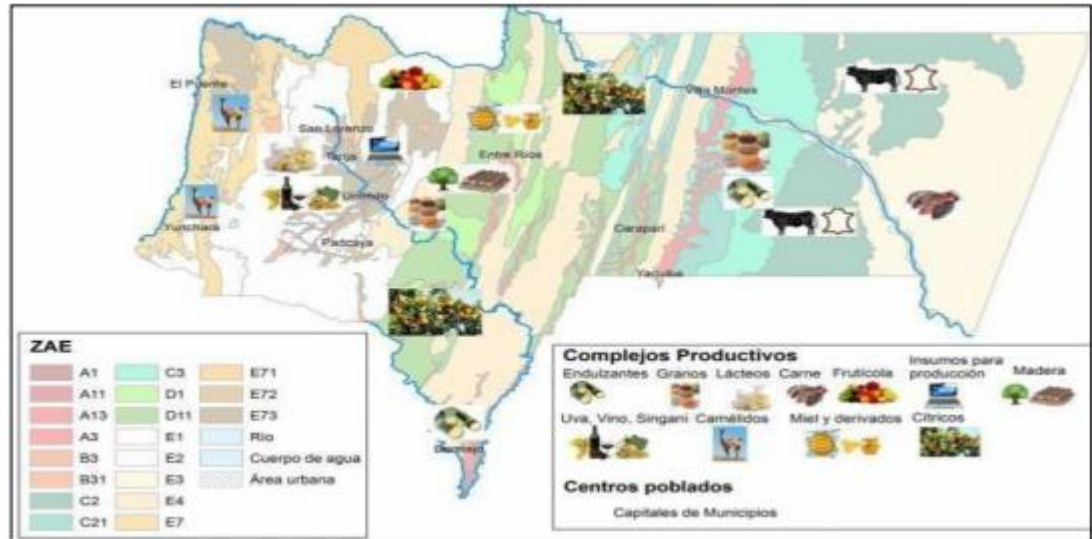 El Puente
San Lorenzo
Tarija
Uriondo
Yunchará
Padcaya
Entre Ríos
Villa Montes
Caraparí
Yacuiba
Bermejo
ZAE
A1
A11
A13
A3
B3
B31
C2
C21
C3
D1
D11
E1
E2
E3
E4
E7
E71
E72
E73
Río
Cuerpo de agua
Área urbana
Complejos Productivos
Endulzantes
Granos
Lácteos
Carne
Frutícola
Insumos para
producción
Madera
Uva, Vino, Singani
Camélidos
Miel y derivados
Cítricos
Centros poblados
Capitales de Municipios